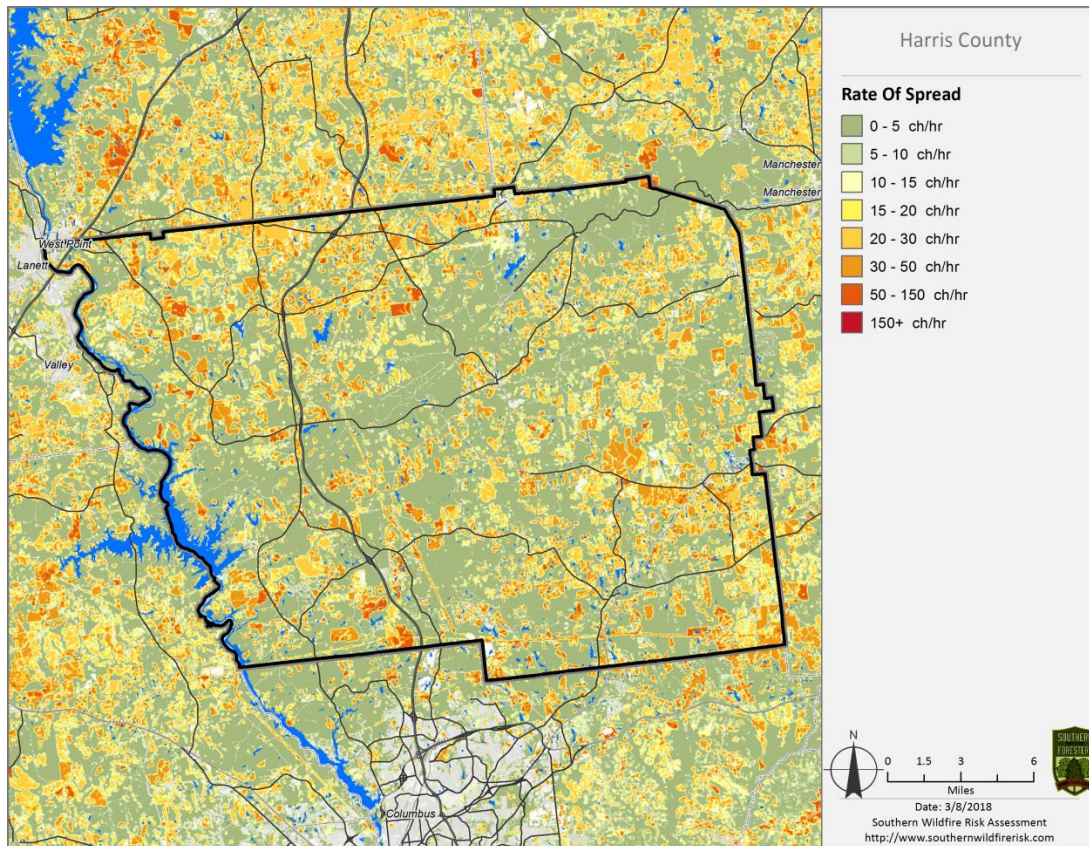 Harris County
Rate Of Spread
0 - 5 ch/hr
5 - 10 ch/hr
10 - 15 ch/hr
15 - 20 ch/hr
20 - 30 ch/hr
30 - 50 ch/hr
50 - 150 ch/hr
150+ ch/hr
Manchester
Manchester
West Point
Lanett
Valley
Columbus
N
0 1.5 3 6
Miles
SOUTHERN
Date: 3/8/2018
Southern Wildfire Risk Assessment
http://www.southernwildfirerisk.com